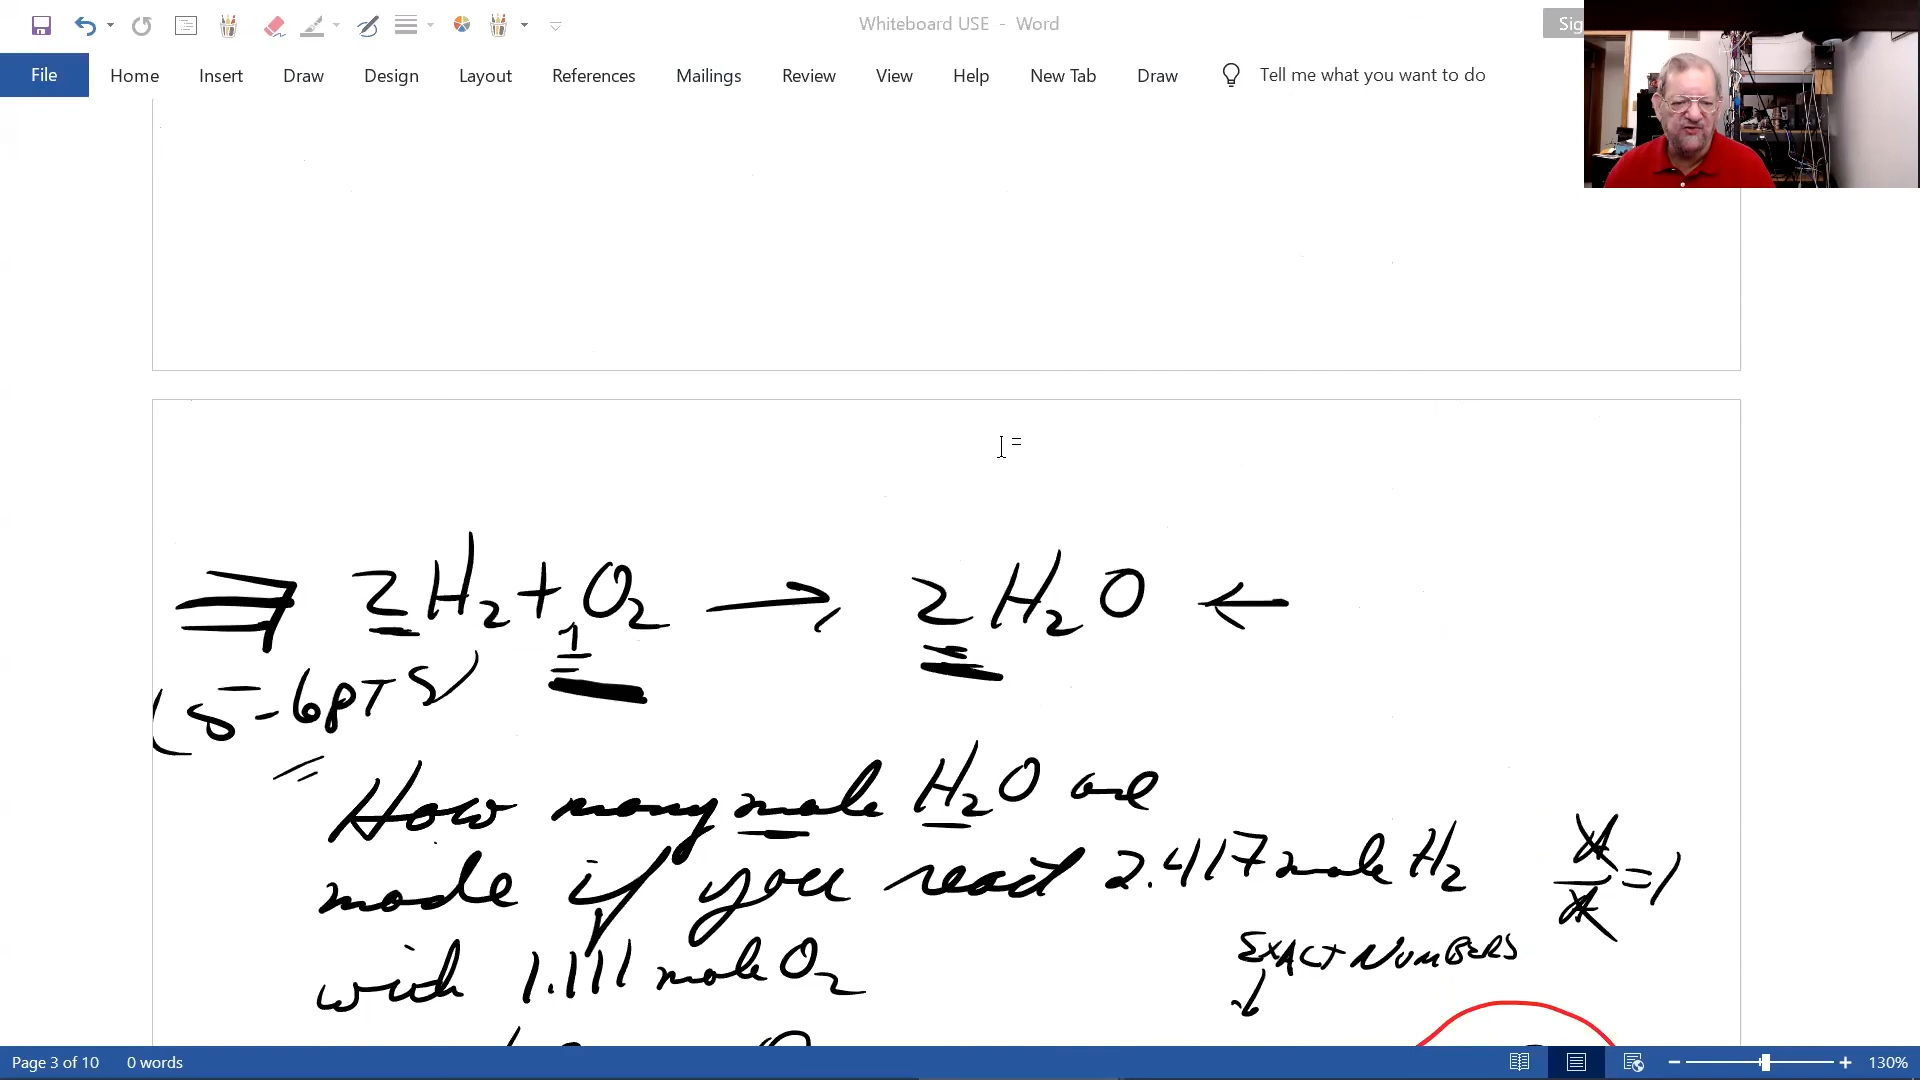 Whiteboard USE - Word
Sig
File Home Insert Draw Design Layout References Mailings Review View Help New Tab Draw Tell me what you want to do
⇒ 2H₂ + O₂ → 2H₂O ←
1
(5-6PTS)
How many mole H₂O are
made if you react 2.417 mole H₂
X/X = 1
with 1.111 mole O₂
EXACT NUMBERS
Page 3 of 10 0 words 130%